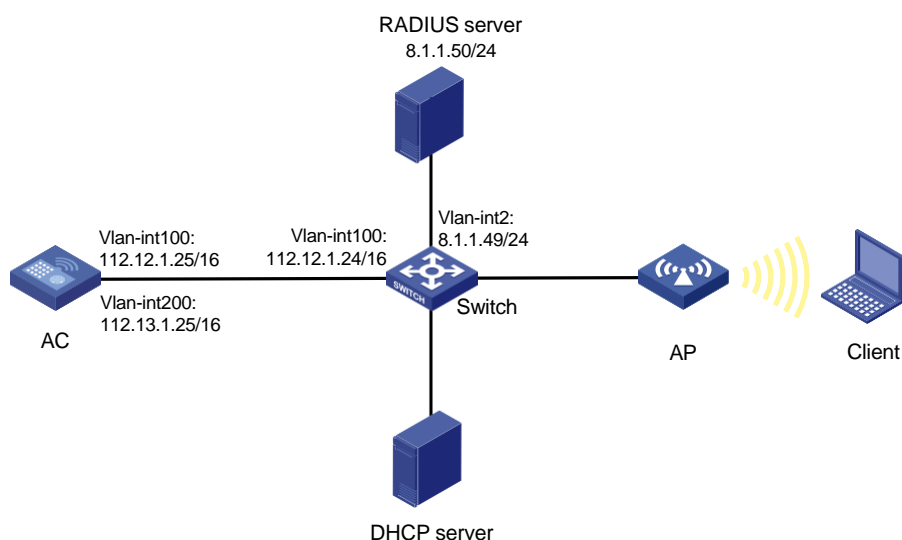 RADIUS server
8.1.1.50/24
Vlan-int2:
8.1.1.49/24
Vlan-int100:
112.12.1.25/16
Vlan-int100:
112.12.1.24/16
SWITCH
Switch
Vlan-int200:
112.13.1.25/16
AC
AP
Client
DHCP server